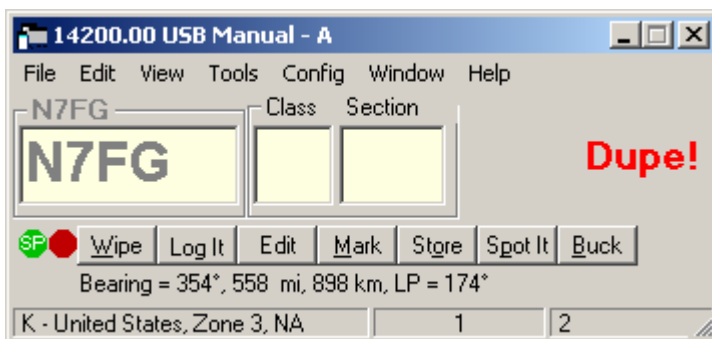 14200.00 USB Manual - A
File Edit View Tools Config Window Help
N7FG Class Section
N7FG Dupe!
SP Wipe Log It Edit Mark Store Spot It Buck
Bearing = 354°, 558 mi, 898 km, LP = 174°
K - United States, Zone 3, NA 1 2